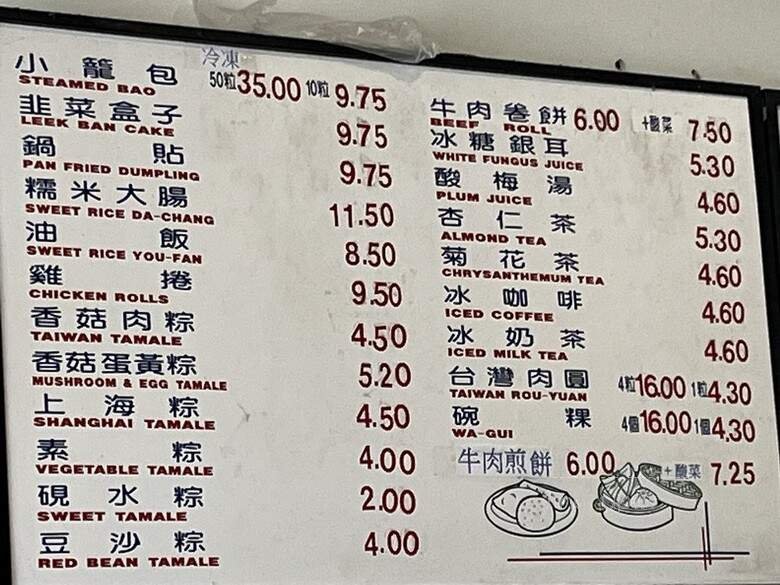 冷凍
小籠包 50粒 35.00 10粒 9.75
STEAMED BAO
韭菜盒子 9.75
LEEK BAN CAKE
鍋貼 9.75
PAN FRIED DUMPLING
糯米大腸 11.50
SWEET RICE DA-CHANG
油飯 8.50
SWEET RICE YOU-FAN
雞捲 9.50
CHICKEN ROLLS
香菇肉粽 4.50
TAIWAN TAMALE
香菇蛋黃粽 5.20
MUSHROOM & EGG TAMALE
上海粽 4.50
SHANGHAI TAMALE
素粽 4.00
VEGETABLE TAMALE
硯水粽 2.00
SWEET TAMALE
豆沙粽 4.00
RED BEAN TAMALE
牛肉卷餅 6.00 +酸菜 7.50
BEEF ROLL
冰糖銀耳 5.30
WHITE FUNGUS JUICE
酸梅湯 4.60
PLUM JUICE
杏仁茶 5.30
ALMOND TEA
菊花茶 4.60
CHRYSANTHEMUM TEA
冰咖啡 4.60
ICED COFFEE
冰奶茶 4.60
ICED MILK TEA
台灣肉圓 4粒 16.00 1粒 4.30
TAIWAN ROU-YUAN
碗粿 4個 16.00 1個 4.30
WA-GUI
牛肉煎餅 6.00 +酸菜 7.25